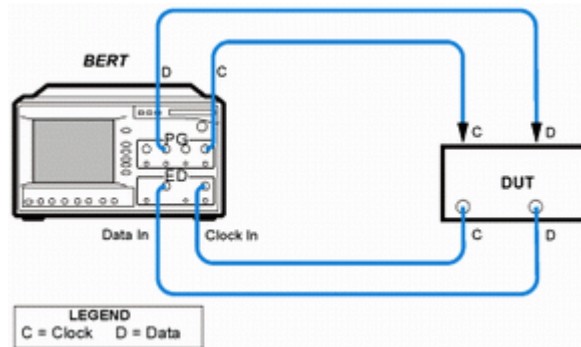 BERT
D
C
PG
ED
Data In
Clock In
C
D
DUT
C
D
LEGEND
C = Clock D = Data